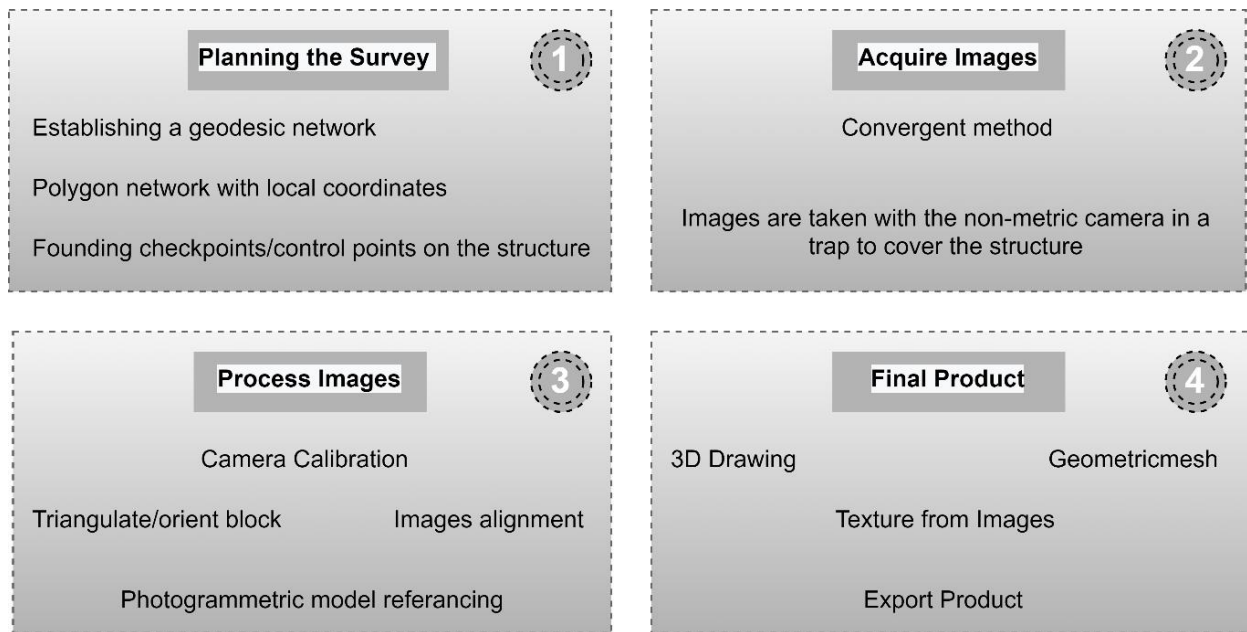 Planning the Survey
1
Establishing a geodesic network
Polygon network with local coordinates
Founding checkpoints/control points on the structure
Acquire Images
2
Convergent method
Images are taken with the non-metric camera in a
trap to cover the structure
Process Images
3
Camera Calibration
Triangulate/orient block
Images alignment
Photogrammetric model referancing
Final Product
4
3D Drawing
Geometricmesh
Texture from Images
Export Product